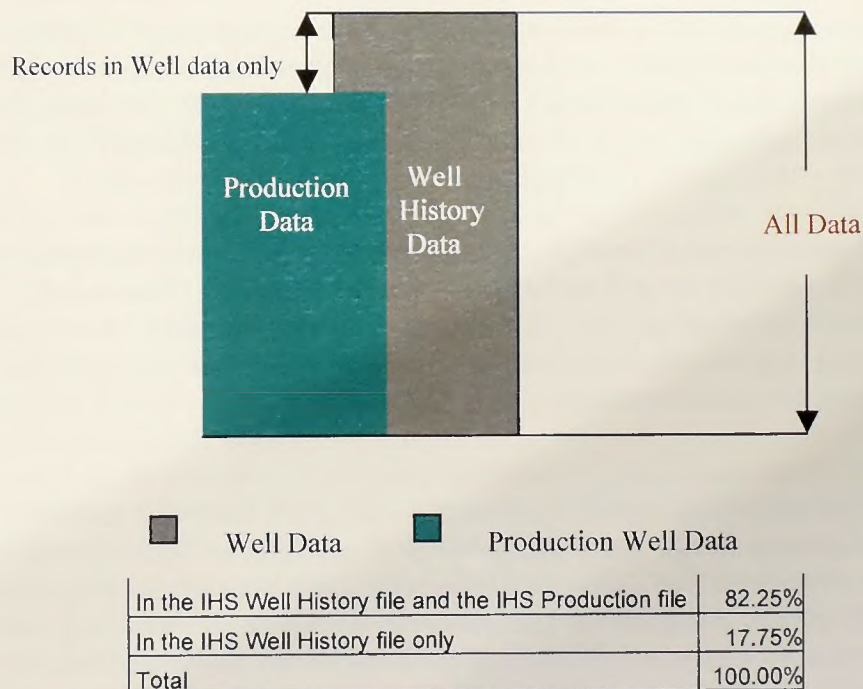 Records in Well data only
Production
Data
Well
History
Data
All Data
Well Data
Production Well Data
In the IHS Well History file and the IHS Production file 82.25%
In the IHS Well History file only 17.75%
Total 100.00%